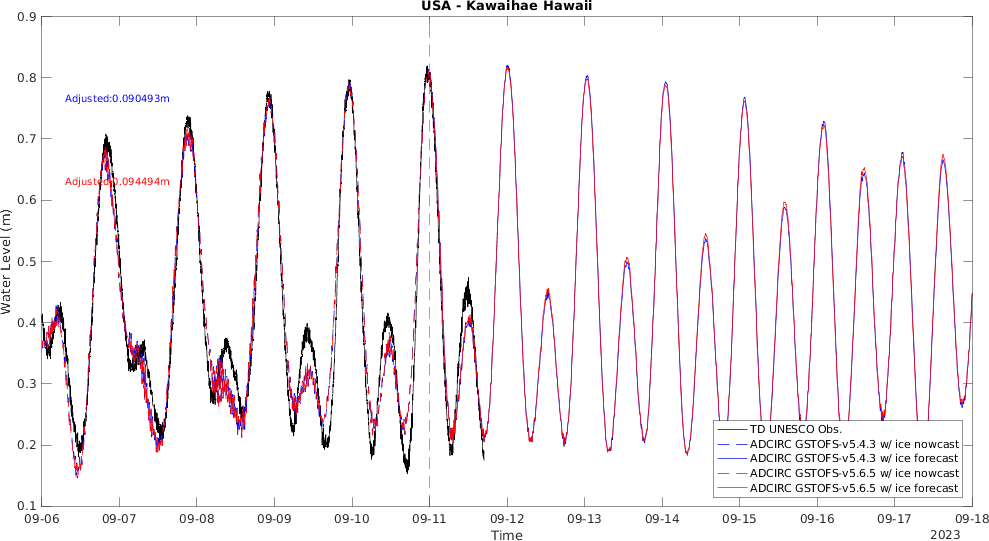 USA - Kawaihae Hawaii
0.9
0.8
0.7
0.6
0.5
0.4
0.3
0.2
0.1
Water Level (m)
Adjusted:0.090493m
Adjusted:0.094494m
TD UNESCO Obs.
ADCIRC GSTOFS-v5.4.3 w/ ice nowcast
ADCIRC GSTOFS-v5.4.3 w/ ice forecast
ADCIRC GSTOFS-v5.6.5 w/ ice nowcast
ADCIRC GSTOFS-v5.6.5 w/ ice forecast
09-06 09-07 09-08 09-09 09-10 09-11 09-12 09-13 09-14 09-15 09-16 09-17 09-18
Time
2023